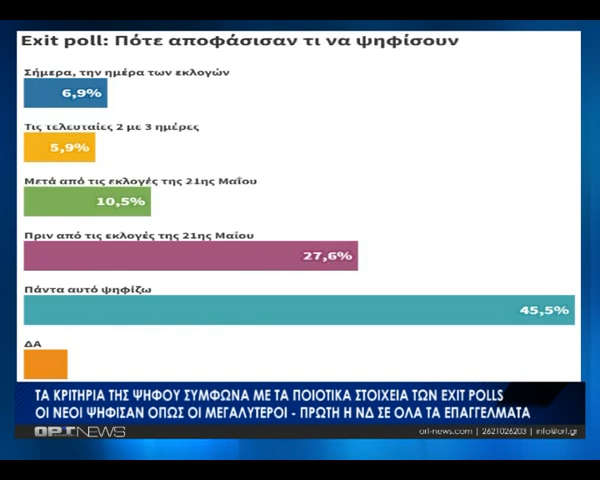 Exit poll: Πότε αποφάσισαν τι να ψηφίσουν
Σήμερα, την ημέρα των εκλογών
6,9%
Τις τελευταίες 2 με 3 ημέρες
5,9%
Μετά από τις εκλογές της 21ης Μαΐου
10,5%
Πριν από τις εκλογές της 21ης Μαΐου
27,6%
Πάντα αυτό ψηφίζω
45,5%
ΔΑ
ΤΑ ΚΡΙΤΗΡΙΑ ΤΗΣ ΨΗΦΟΥ ΣΥΜΦΩΝΑ ΜΕ ΤΑ ΠΟΙΟΤΙΚΑ ΣΤΟΙΧΕΙΑ ΤΩΝ EXIT POLLS
ΟΙ ΝΕΟΙ ΨΗΦΙΣΑΝ ΟΠΩΣ ΟΙ ΜΕΓΑΛΥΤΕΡΟΙ - ΠΡΩΤΗ Η ΝΔ ΣΕ ΟΛΑ ΤΑ ΕΠΑΓΓΕΛΜΑΤΑ
ORT NEWS
ort-news.com | 2621026203 | info@ort.gr